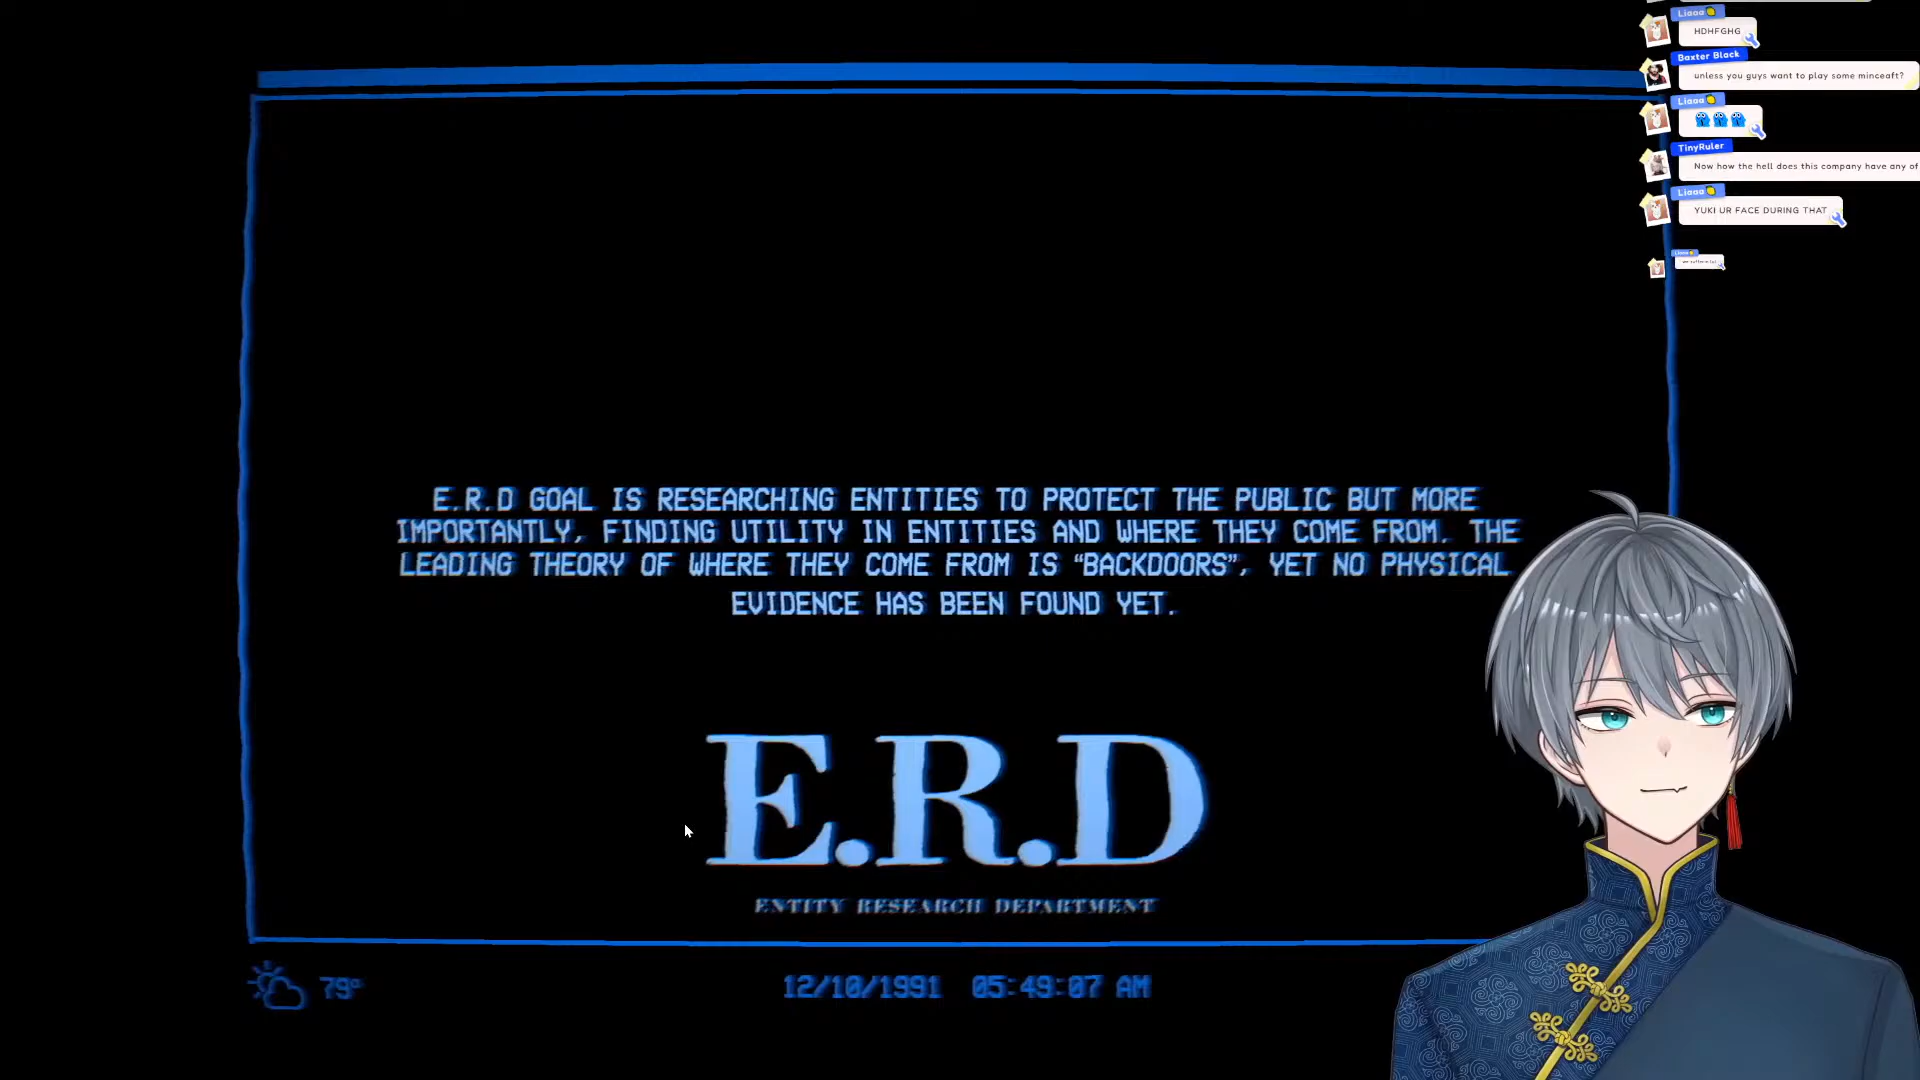 Liaaa
HDHFGHG
Baxter Black
unless you guys want to play some minceaft?
Liaaa
TinyRuler
Now how the hell does this company have any of
Liaaa
YUKI UR FACE DURING THAT
E.R.D GOAL IS RESEARCHING ENTITIES TO PROTECT THE PUBLIC BUT MORE
IMPORTANTLY, FINDING UTILITY IN ENTITIES AND WHERE THEY COME FROM. THE
LEADING THEORY OF WHERE THEY COME FROM IS “BACKDOORS”, YET NO PHYSICAL
EVIDENCE HAS BEEN FOUND YET.
E.R.D
ENTITY RESEARCH DEPARTMENT
79°
12/10/1991 05:49:07 AM